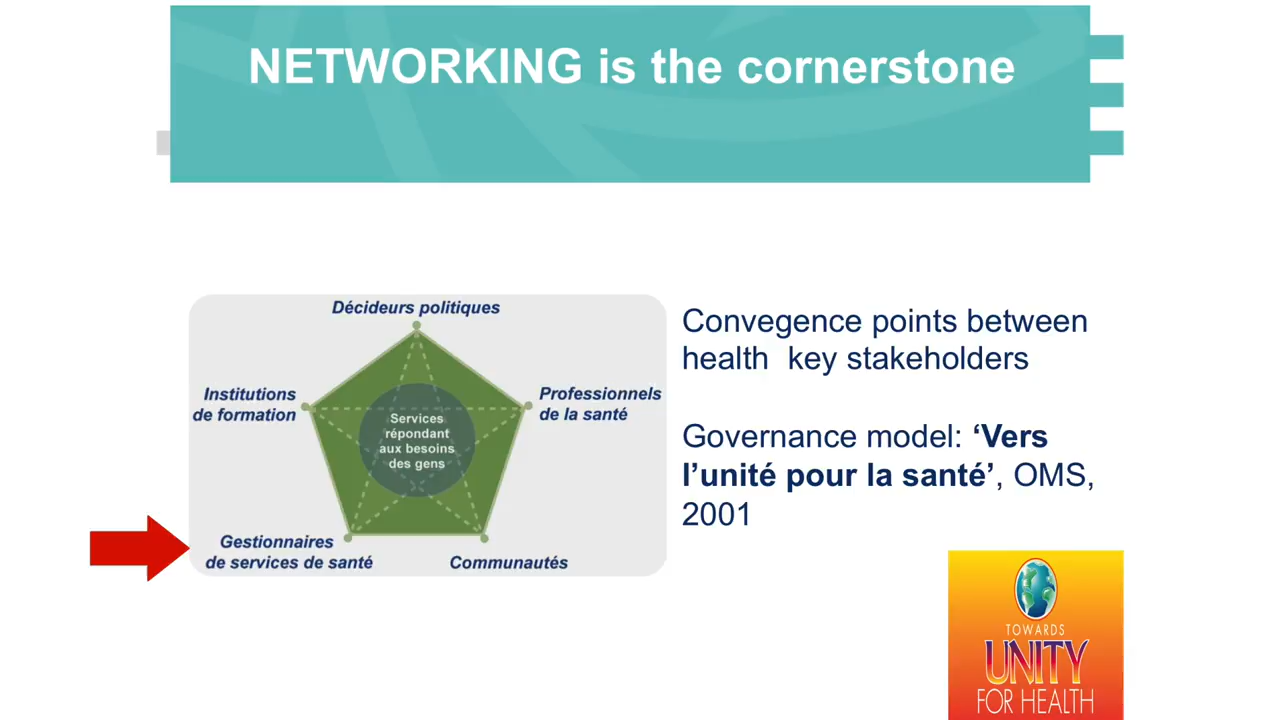 NETWORKING is the cornerstone
Décideurs politiques
Institutions
de formation
Professionnels
de la santé
Services
répondant
aux besoins
des gens
Gestionnaires
de services de santé
Communautés
Convegence points between
health key stakeholders
Governance model: ‘Vers
l’unité pour la santé’, OMS,
2001
TOWARDS
UNITY
FOR HEALTH